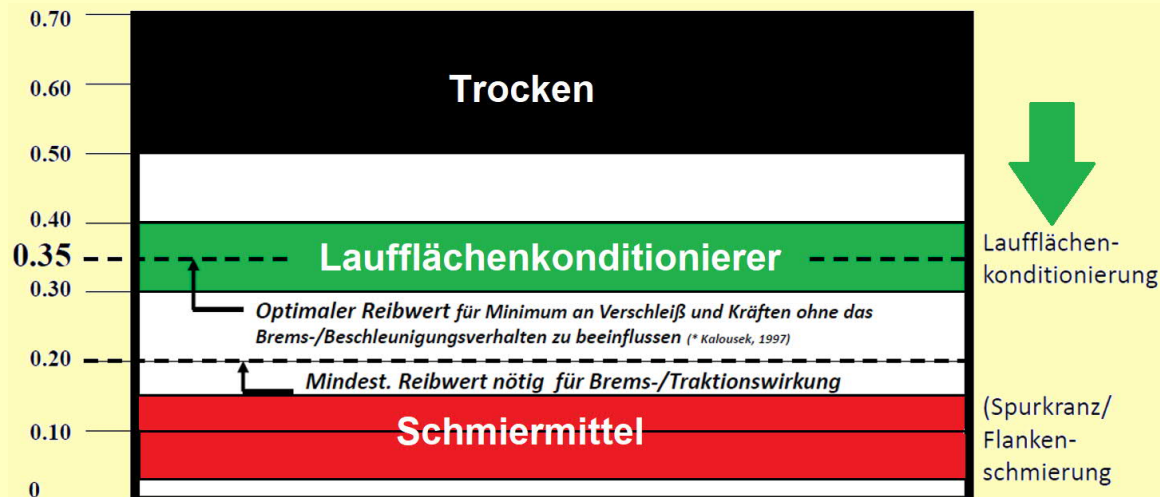 0.70
Trocken
0.60
0.50
0.40
0.35
Laufflächenkonditionierer
Laufflächen-
konditionierung
0.30
Optimaler Reibwert für Minimum an Verschleiß und Kräften ohne das
Brems-/Beschleunigungsverhalten zu beeinflussen (* Kalousek, 1997)
0.20
Mindest. Reibwert nötig für Brems-/Traktionswirkung
0.10
Schmiermittel
(Spurkranz/
Flanken-
schmierung
0